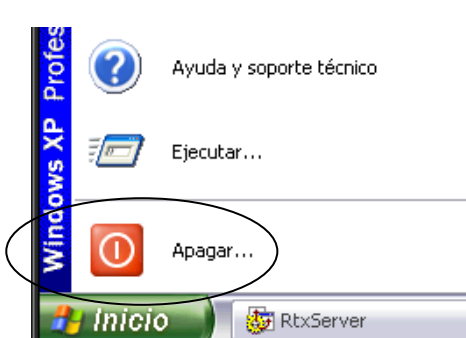 Windows XP Profes
Ayuda y soporte técnico
Ejecutar...
Apagar...
Inicio
RtxServer